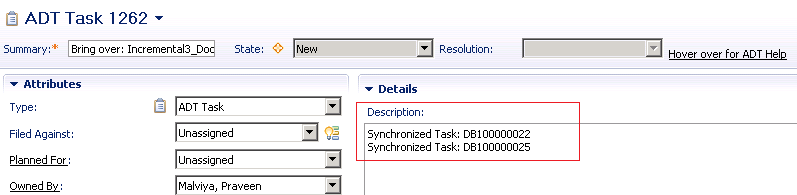 ADT Task 1262
Summary:* Bring over: Incremental3_Doc State: New Resolution: Hover over for ADT Help
Attributes
Type: ADT Task
Filed Against: Unassigned
Planned For: Unassigned
Owned By: Malviya, Praveen
Details
Description:
Synchronized Task: DB100000022
Synchronized Task: DB100000025